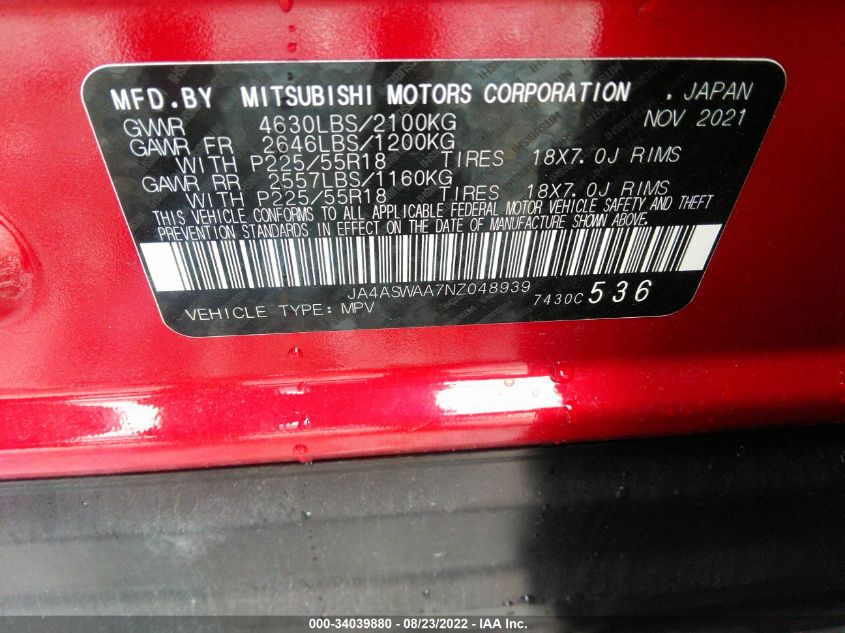 MFD.BY MITSUBISHI MOTORS CORPORATION , JAPAN
GVWR 4630LBS/2100KG NOV 2021
GAWR FR 2646LBS/1200KG
WITH P225/55R18 TIRES 18X7.0J RIMS
GAWR RR 2557LBS/1160KG
WITH P225/55R18 TIRES 18X7.0J RIMS
THIS VEHICLE CONFORMS TO ALL APPLICABLE FEDERAL MOTOR VEHICLE SAFETY AND THEFT
PREVENTION STANDARDS IN EFFECT ON THE DATE OF MANUFACTURE SHOWN ABOVE.
JA4ASWAA7NZ048939
VEHICLE TYPE: MPV 7430C 536
000-34039880 - 08/23/2022 - IAA Inc.